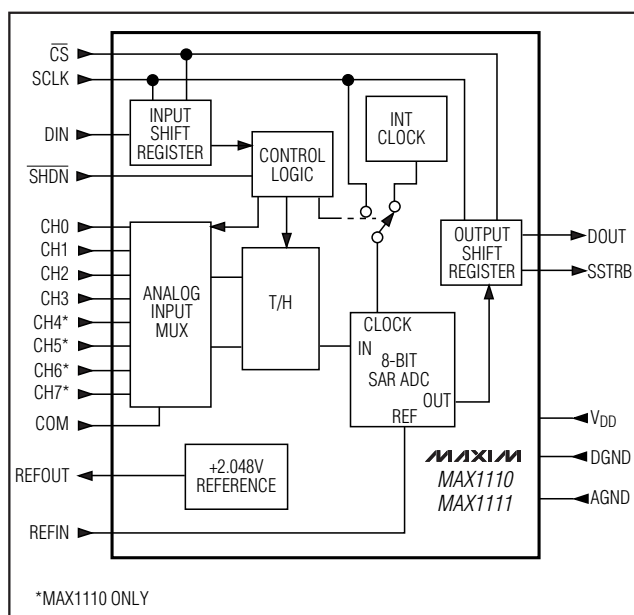 CS
SCLK
DIN
SHDN
CH0
CH1
CH2
CH3
CH4*
CH5*
CH6*
CH7*
COM
REFOUT
REFIN
INPUT
SHIFT
REGISTER
CONTROL
LOGIC
INT
CLOCK
ANALOG
INPUT
MUX
T/H
OUTPUT
SHIFT
REGISTER
CLOCK
IN
8-BIT
SAR ADC
OUT
REF
+2.048V
REFERENCE
MAXIM
MAX1110
MAX1111
DOUT
SSTRB
VDD
DGND
AGND
*MAX1110 ONLY